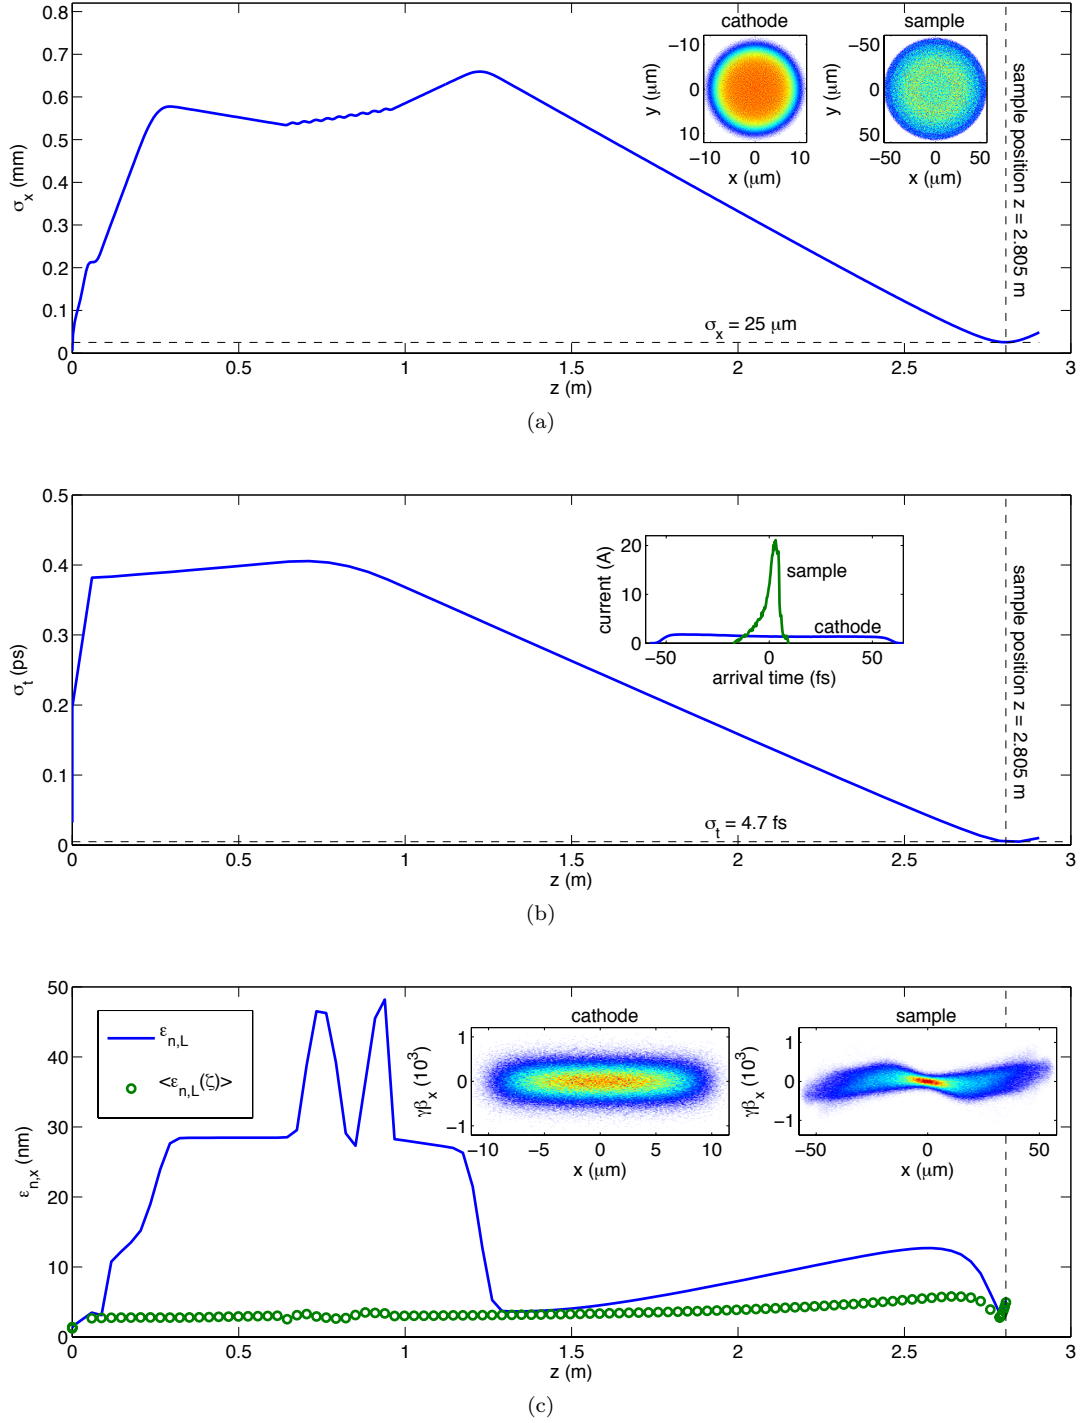 cathode
sample
−10
0
10
y (μm)
−10 0 10
x (μm)
−50
0
50
y (μm)
−50 0 50
x (μm)
0.8
0.7
0.6
0.5
0.4
0.3
0.2
0.1
0
σx (mm)
σx = 25 μm
sample position z = 2.805 m
0 0.5 1 1.5 2 2.5 3
z (m)
(a)
0.5
0.4
0.3
0.2
0.1
0
σt (ps)
20
10
0
current (A)
sample
cathode
−50 0 50
arrival time (fs)
σt = 4.7 fs
sample position z = 2.805 m
0 0.5 1 1.5 2 2.5 3
z (m)
(b)
50
40
30
20
10
0
εn,x (nm)
εn,L
<εn,L(ζ)>
cathode
1
0
−1
γβx (10³)
−10 −5 0 5 10
x (μm)
sample
1
0
−1
γβx (10³)
−50 0 50
x (μm)
0 0.5 1 1.5 2 2.5 3
z (m)
(c)